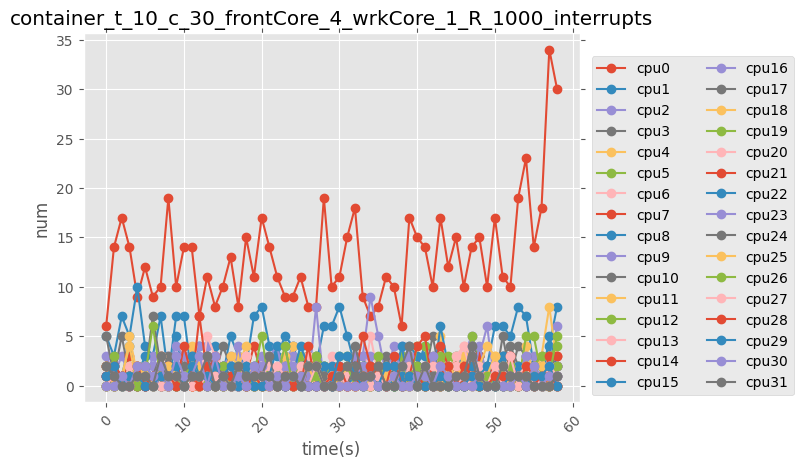 container_t_10_c_30_frontCore_4_wrkCore_1_R_1000_interrupts
35
30
25
20
15
10
5
0
num
0
10
20
30
40
50
60
time(s)
cpu0
cpu1
cpu2
cpu3
cpu4
cpu5
cpu6
cpu7
cpu8
cpu9
cpu10
cpu11
cpu12
cpu13
cpu14
cpu15
cpu16
cpu17
cpu18
cpu19
cpu20
cpu21
cpu22
cpu23
cpu24
cpu25
cpu26
cpu27
cpu28
cpu29
cpu30
cpu31